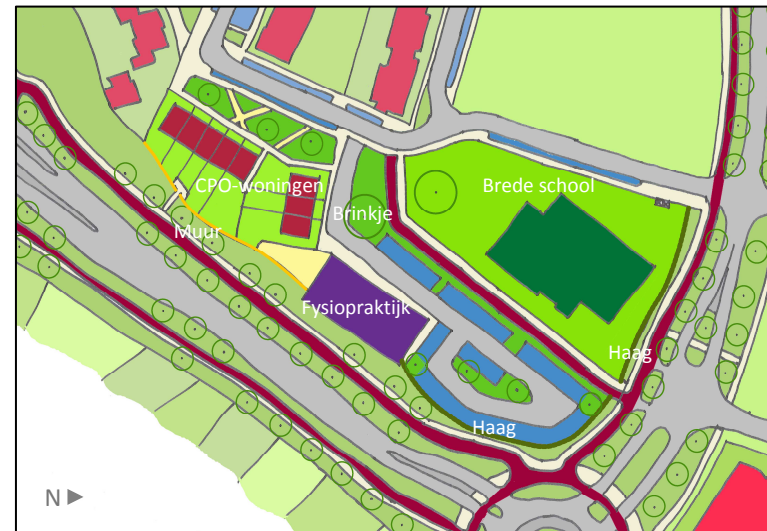 CPO-woningen
Brede school
Brinkje
Muur
Fysiopraktijk
Haag
Haag
N ►